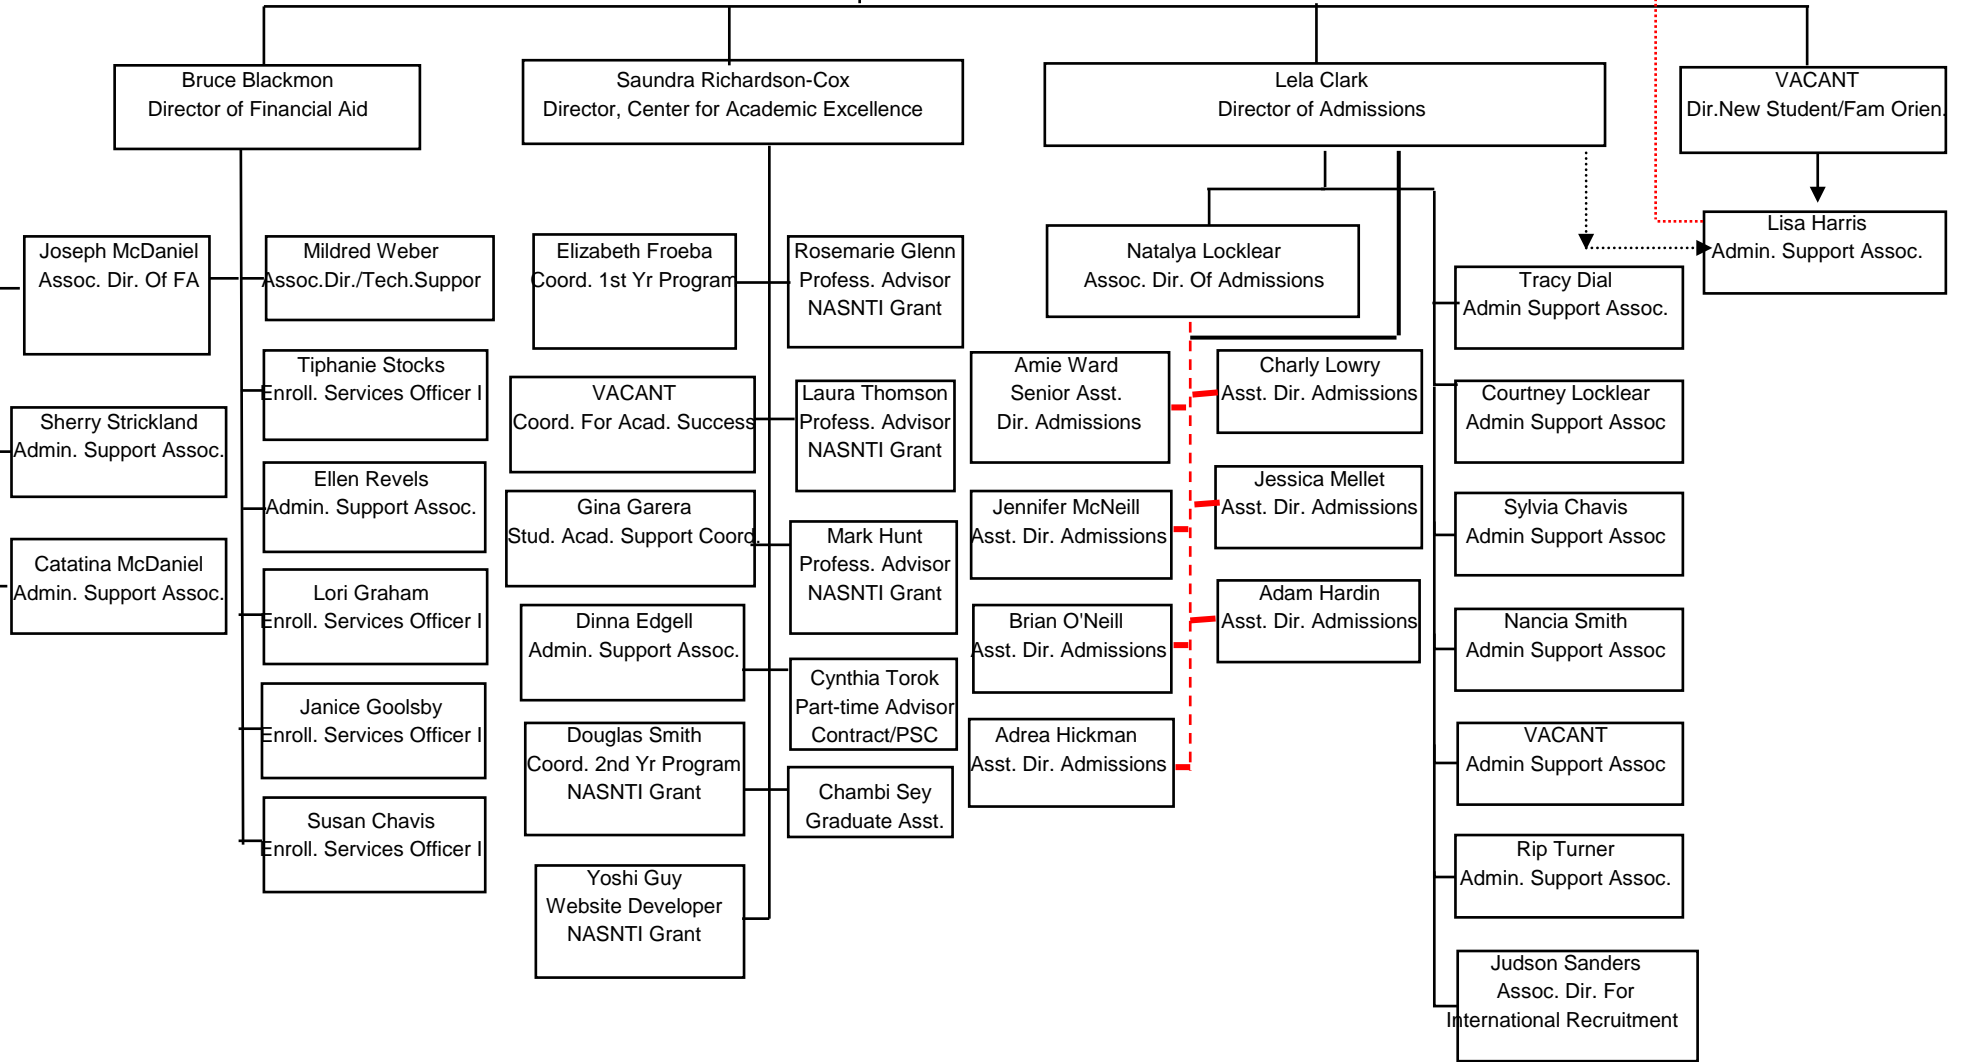 Bruce Blackmon
Director of Financial Aid
Saundra Richardson-Cox
Director, Center for Academic Excellence
Lela Clark
Director of Admissions
VACANT
Dir.New Student/Fam Orien.
Joseph McDaniel
Assoc. Dir. Of FA
Sherry Strickland
Admin. Support Assoc.
Catatina McDaniel
Admin. Support Assoc.
Mildred Weber
Assoc.Dir./Tech.Suppor
Tiphanie Stocks
Enroll. Services Officer I
Ellen Revels
Admin. Support Assoc.
Lori Graham
Enroll. Services Officer I
Janice Goolsby
Enroll. Services Officer I
Susan Chavis
Enroll. Services Officer I
Elizabeth Froeba
Coord. 1st Yr Program
VACANT
Coord. For Acad. Success
Gina Garera
Stud. Acad. Support Coord.
Dinna Edgell
Admin. Support Assoc.
Douglas Smith
Coord. 2nd Yr Program
NASNTI Grant
Yoshi Guy
Website Developer
NASNTI Grant
Rosemarie Glenn
Profess. Advisor
NASNTI Grant
Laura Thomson
Profess. Advisor
NASNTI Grant
Mark Hunt
Profess. Advisor
NASNTI Grant
Cynthia Torok
Part-time Advisor
Contract/PSC
Chambi Sey
Graduate Asst.
Natalya Locklear
Assoc. Dir. Of Admissions
Amie Ward
Senior Asst.
Dir. Admissions
Jennifer McNeill
Asst. Dir. Admissions
Brian O'Neill
Asst. Dir. Admissions
Adrea Hickman
Asst. Dir. Admissions
Charly Lowry
Asst. Dir. Admissions
Jessica Mellet
Asst. Dir. Admissions
Adam Hardin
Asst. Dir. Admissions
Tracy Dial
Admin Support Assoc.
Courtney Locklear
Admin Support Assoc
Sylvia Chavis
Admin Support Assoc
Nancia Smith
Admin Support Assoc
VACANT
Admin Support Assoc
Rip Turner
Admin. Support Assoc.
Judson Sanders
Assoc. Dir. For
International Recruitment
Lisa Harris
Admin. Support Assoc.